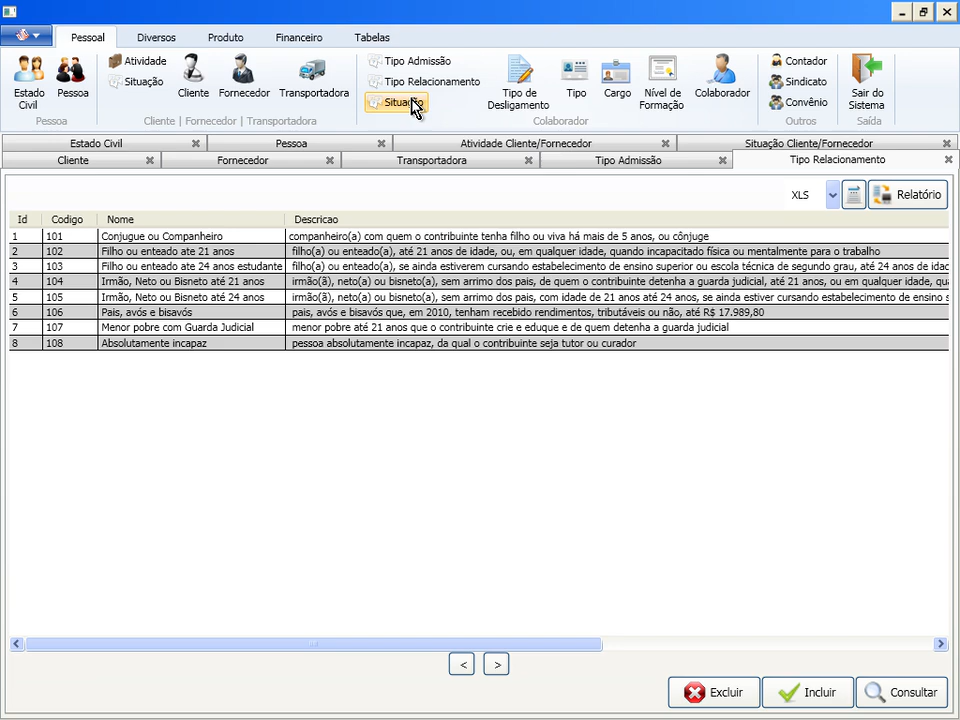 Pessoal Diversos Produto Financeiro Tabelas
Estado Civil
Pessoa
Pessoa
Atividade
Situação
Cliente
Fornecedor
Transportadora
Cliente | Fornecedor | Transportadora
Tipo Admissão
Tipo Relacionamento
Situação
Tipo de Desligamento
Tipo
Cargo
Nível de Formação
Colaborador
Colaborador
Contador
Sindicato
Convênio
Outros
Sair do Sistema
Saída
Estado Civil Pessoa Atividade Cliente/Fornecedor Situação Cliente/Fornecedor
Cliente Fornecedor Transportadora Tipo Admissão Tipo Relacionamento
XLS Relatório
Id Codigo Nome Descricao
1 101 Conjugue ou Companheiro companheiro(a) com quem o contribuinte tenha filho ou viva há mais de 5 anos, ou cônjuge
2 102 Filho ou enteado ate 21 anos filho(a) ou enteado(a), até 21 anos de idade, ou, em qualquer idade, quando incapacitado física ou mentalmente para o trabalho
3 103 Filho ou enteado ate 24 anos estudante filho(a) ou enteado(a), se ainda estiverem cursando estabelecimento de ensino superior ou escola técnica de segundo grau, até 24 anos de idad
4 104 Irmão, Neto ou Bisneto até 21 anos irmão(ã), neto(a) ou bisneto(a), sem arrimo dos pais, de quem o contribuinte detenha a guarda judicial, até 21 anos, ou em qualquer idade, qua
5 105 Irmão, Neto ou Bisneto até 24 anos irmão(ã), neto(a) ou bisneto(a), sem arrimo dos pais, com idade de 21 anos até 24 anos, se ainda estiver cursando estabelecimento de ensino s
6 106 Pais, avós e bisavós pais, avós e bisavós que, em 2010, tenham recebido rendimentos, tributáveis ou não, até R$ 17.989,80
7 107 Menor pobre com Guarda Judicial menor pobre até 21 anos que o contribuinte crie e eduque e de quem detenha a guarda judicial
8 108 Absolutamente incapaz pessoa absolutamente incapaz, da qual o contribuinte seja tutor ou curador
< >
Excluir Incluir Consultar